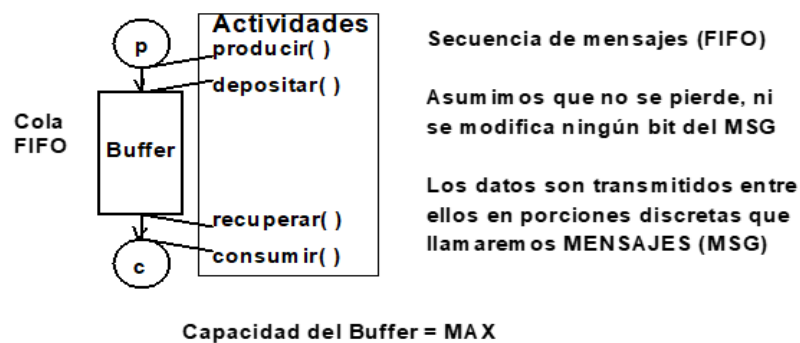 Actividades
p
producir( )
depositar( )
Cola
FIFO
Buffer
recuperar( )
c
consumir( )
Secuencia de mensajes (FIFO)
Asumimos que no se pierde, ni
se modifica ningún bit del MSG
Los datos son transmitidos entre
ellos en porciones discretas que
llamaremos MENSAJES (MSG)
Capacidad del Buffer = MAX